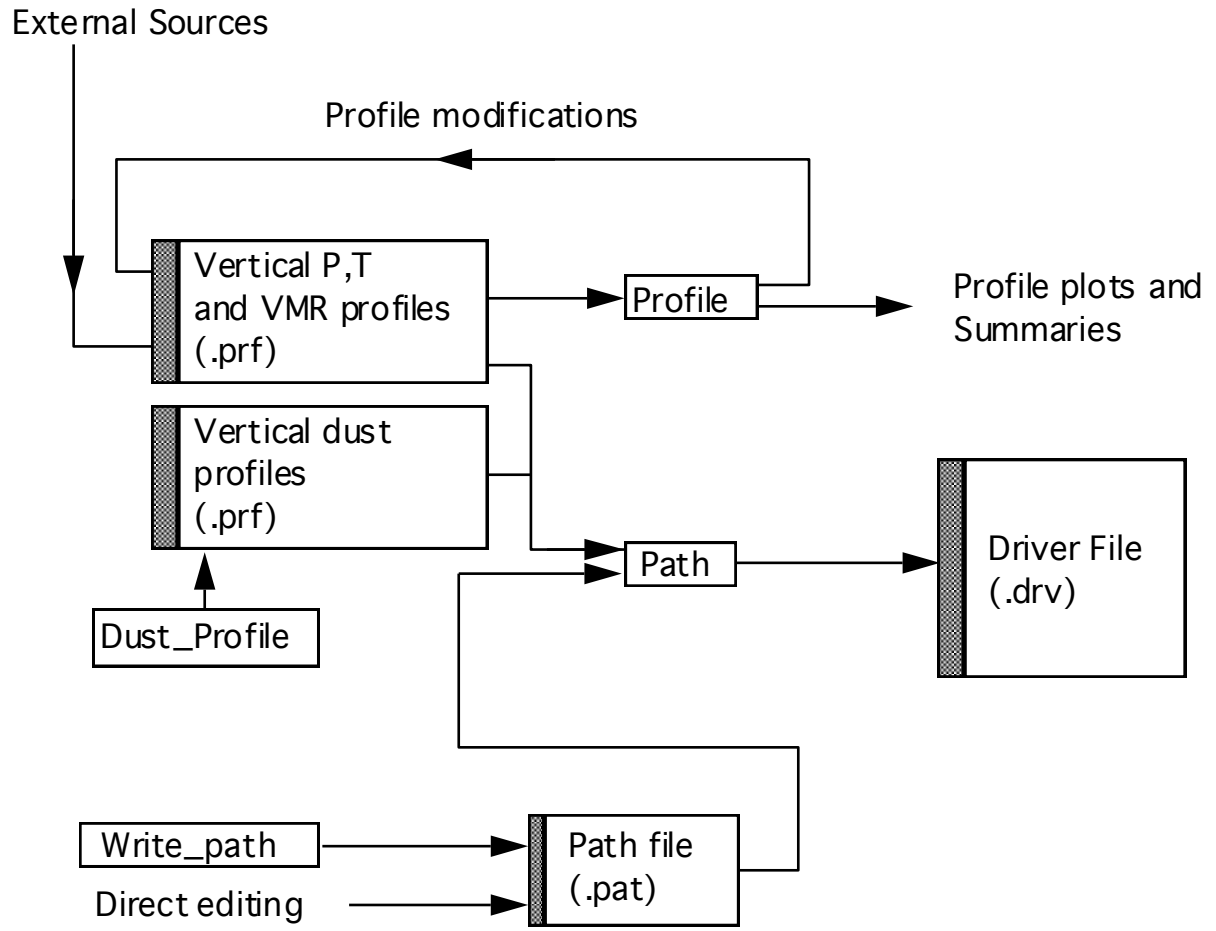 External Sources
Profile modifications
Vertical P,T
and VMR profiles
(.prf)
Profile
Profile plots and
Summaries
Vertical dust
profiles
(.prf)
Path
Driver File
(.drv)
Dust_Profile
Write_path
Path file
(.pat)
Direct editing